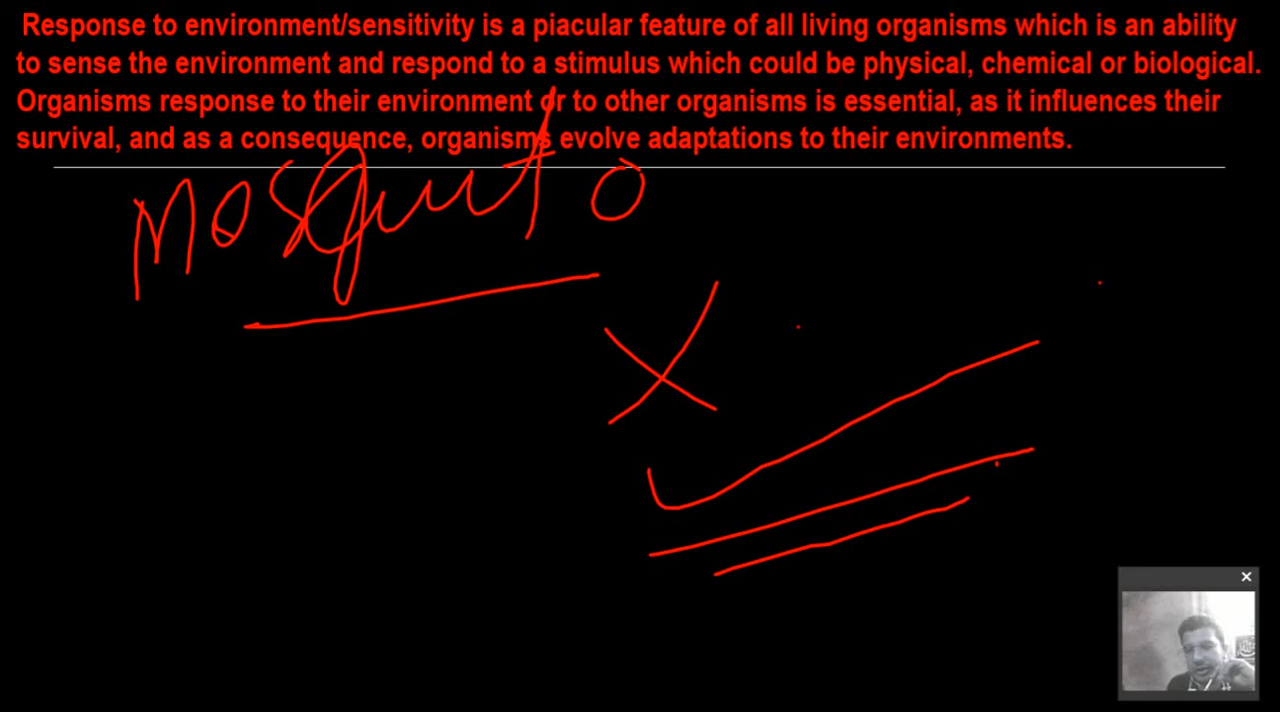 Response to environment/sensitivity is a piacular feature of all living organisms which is an ability
to sense the environment and respond to a stimulus which could be physical, chemical or biological.
Organisms response to their environment or to other organisms is essential, as it influences their
survival, and as a consequence, organisms evolve adaptations to their environments.
Mosquito